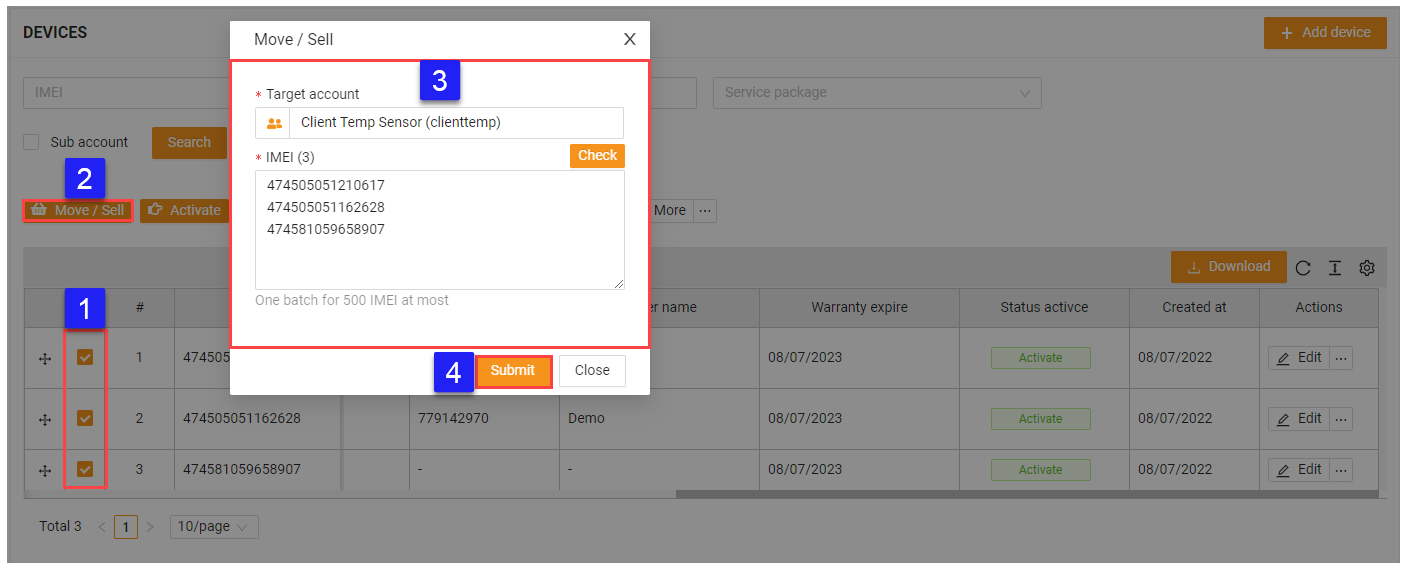 DEVICES
+ Add device
Move / Sell
X
3
* Target account
Client Temp Sensor (clienttemp)
* IMEI (3)
Check
474505051210617
474505051162628
474581059658907
One batch for 500 IMEI at most
4
Submit
Close
IMEI
Service package
Sub account
Search
2
Move / Sell
Activate
More
Download
1
#
er name
Warranty expire
Status activce
Created at
Actions
1
474505
08/07/2023
Activate
08/07/2022
Edit
2
474505051162628
779142970
Demo
08/07/2023
Activate
08/07/2022
Edit
3
474581059658907
-
-
08/07/2023
Activate
08/07/2022
Edit
Total 3
<
1
>
10/page